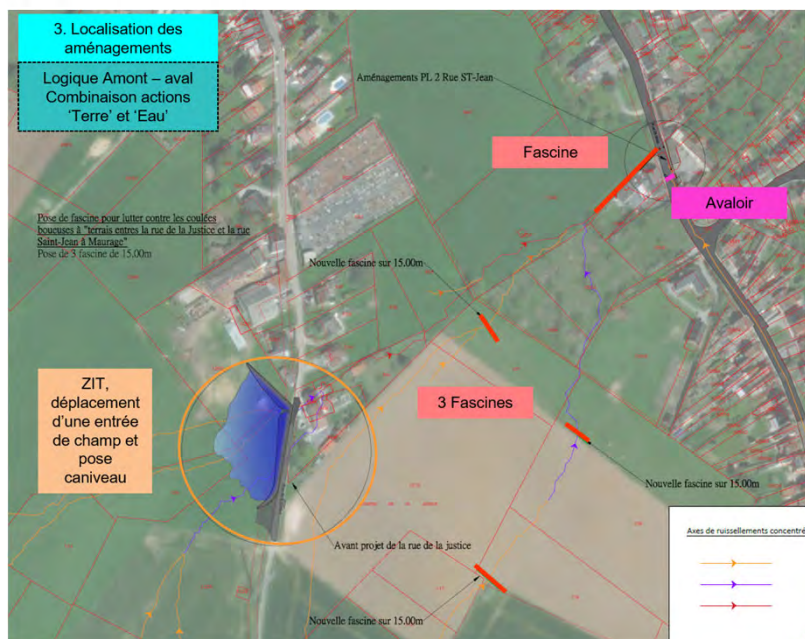 3. Localisation des
aménagements
Logique Amont – aval
Combinaison actions
‘Terre’ et ‘Eau’
Aménagements PL 2 Rue ST-Jean
Fascine
Avaloir
Pose de fascine pour lutter contre les coulées
boueuses à "terrais entres la rue de la Justice et la rue
Saint-Jean à Maurage"
Pose de 3 fascine de 15.00m
Nouvelle fascine sur 15.00m
ZIT,
déplacement
d’une entrée
de champ et
pose
caniveau
3 Fascines
Nouvelle fascine sur 15.00m
Avant projet de la rue de la justice
Nouvelle fascine sur 15.00m
Axes de ruissellements concentré